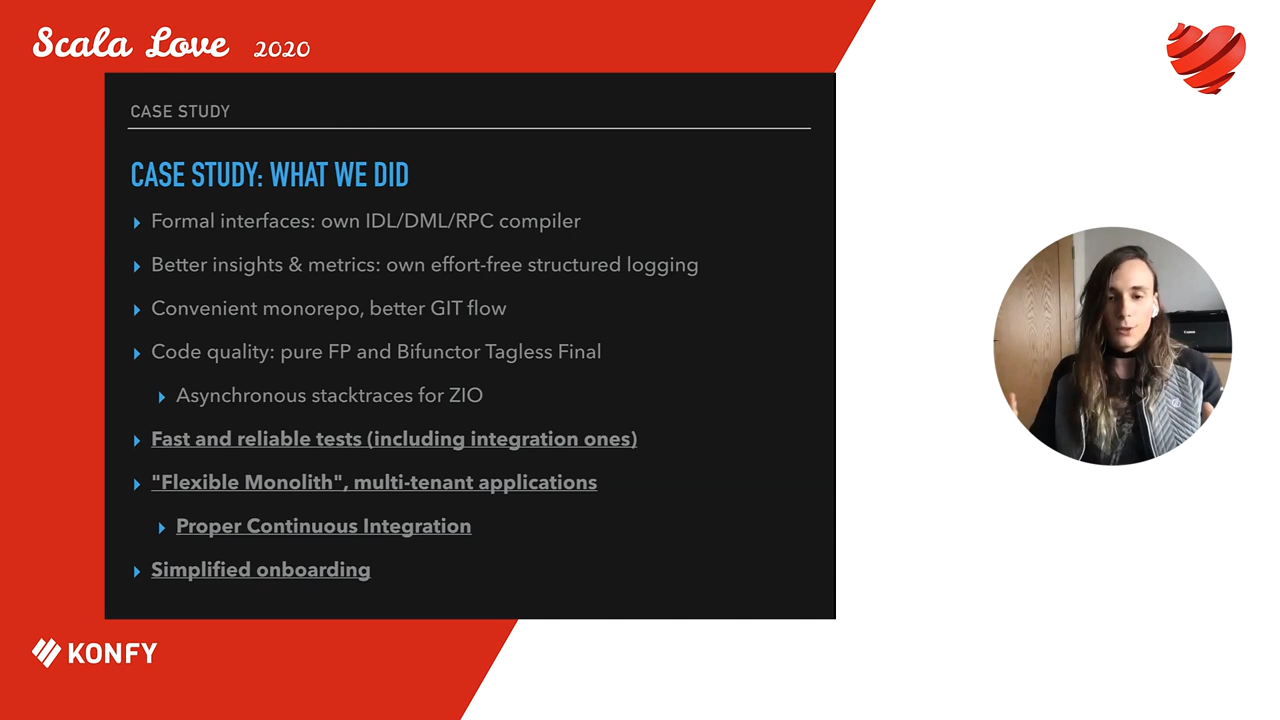 Scala Love 2020
CASE STUDY
CASE STUDY: WHAT WE DID
Formal interfaces: own IDL/DML/RPC compiler
Better insights & metrics: own effort-free structured logging
Convenient monorepo, better GIT flow
Code quality: pure FP and Bifunctor Tagless Final
Asynchronous stacktraces for ZIO
Fast and reliable tests (including integration ones)
"Flexible Monolith", multi-tenant applications
Proper Continuous Integration
Simplified onboarding
Canon
KONFY